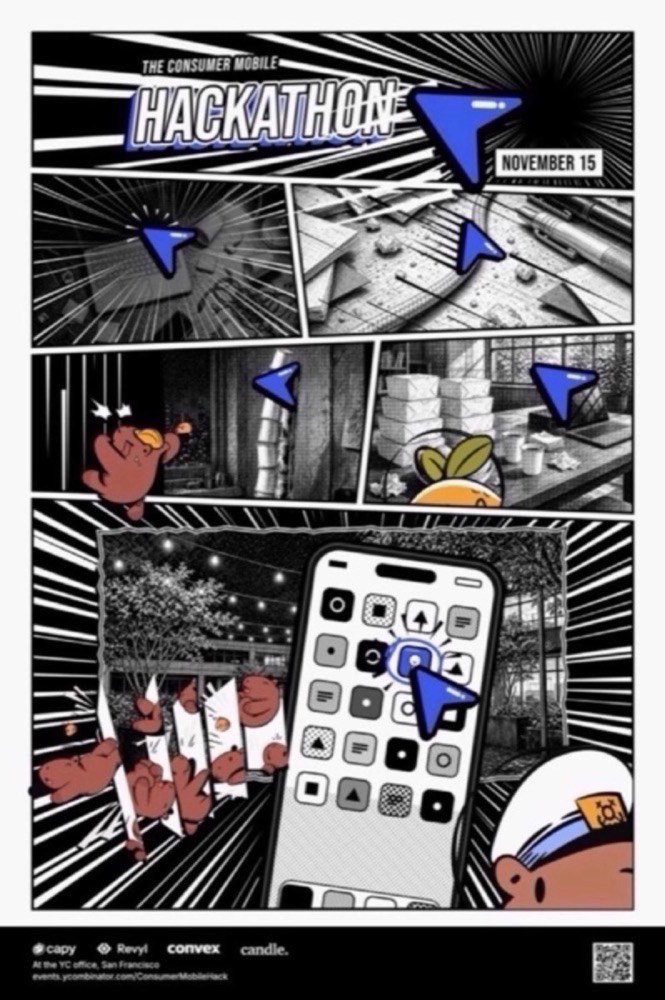 THE CONSUMER MOBILE
HACKATHON
NOVEMBER 15
capy Revyl convex candle.
At the YC office, San Francisco
events.ycombinator.com/ConsumerMobileHack